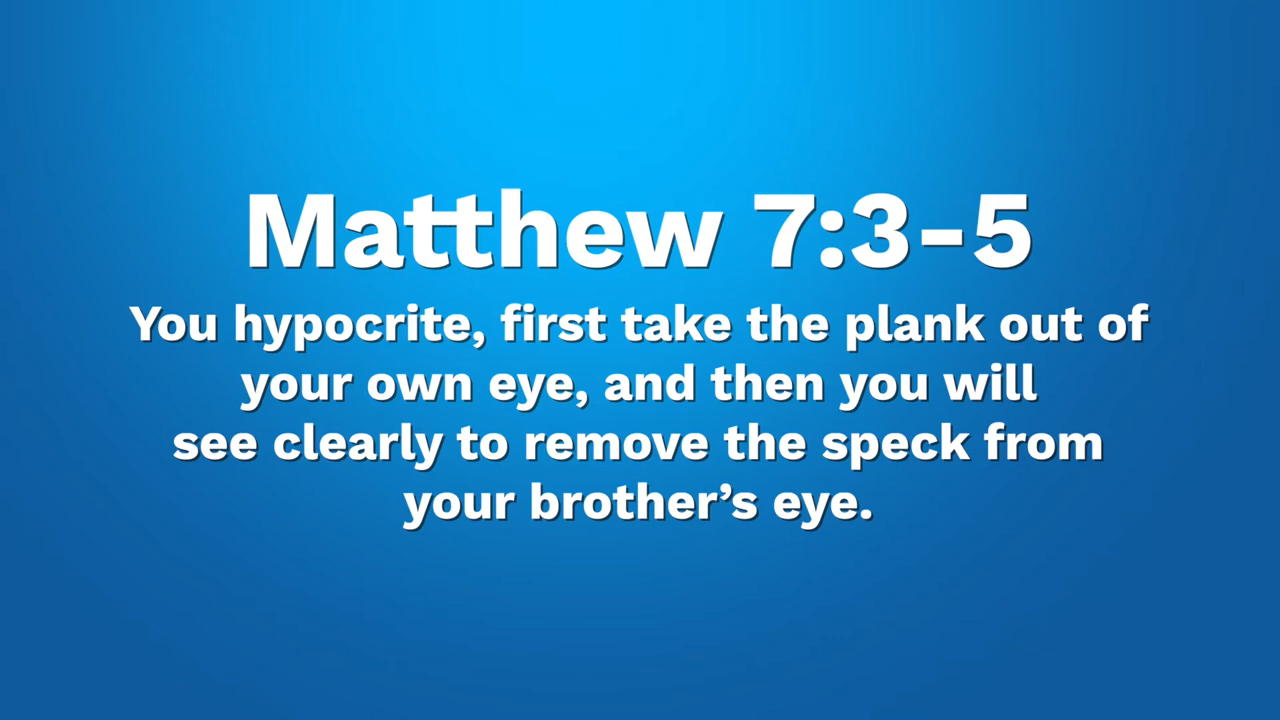 Matthew 7:3-5
You hypocrite, first take the plank out of
your own eye, and then you will
see clearly to remove the speck from
your brother’s eye.